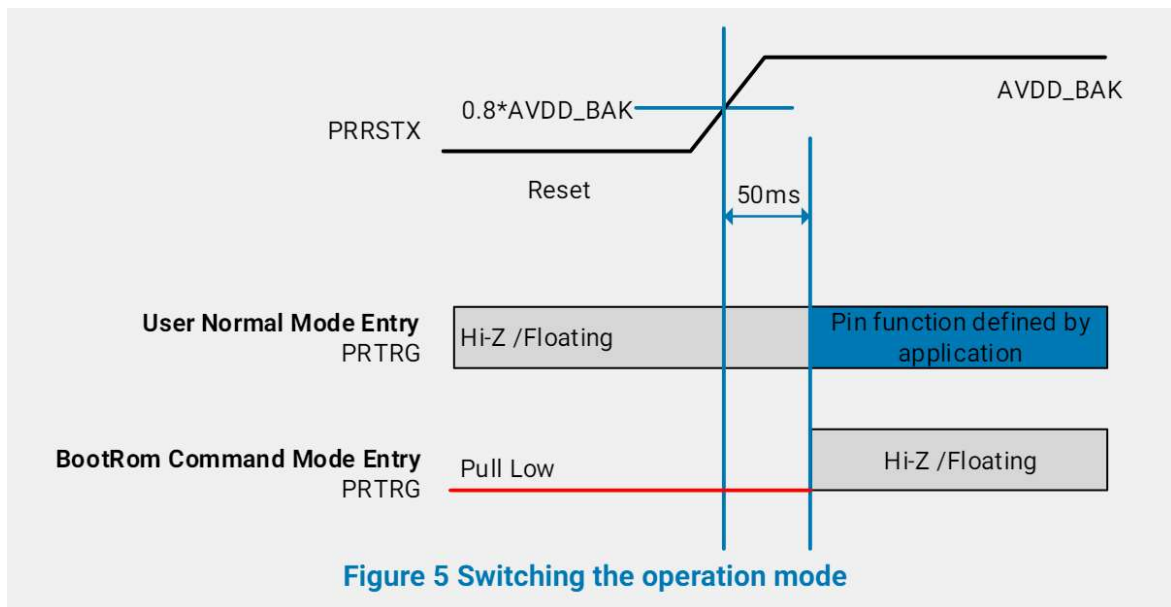 AVDD_BAK
0.8*AVDD_BAK
PRRSTX
Reset
50ms
User Normal Mode Entry
PRTRG
Hi-Z /Floating
Pin function defined by
application
BootRom Command Mode Entry
PRTRG
Pull Low
Hi-Z /Floating
Figure 5 Switching the operation mode